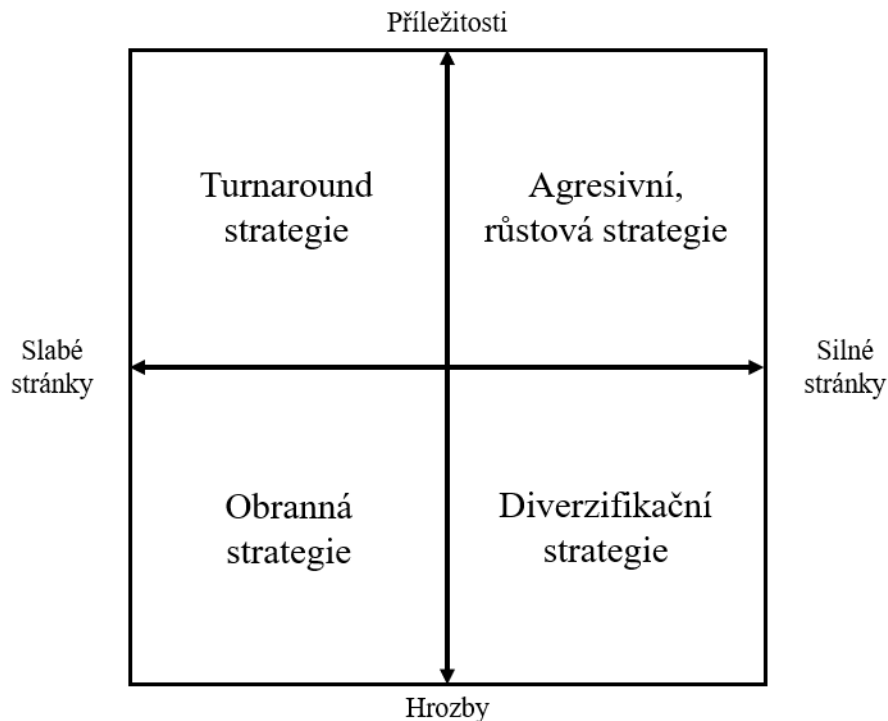 Příležitosti
Turnaround
strategie
Agresivní,
růstová strategie
Slabé
stránky
Silné
stránky
Obranná
strategie
Diverzifikační
strategie
Hrozby